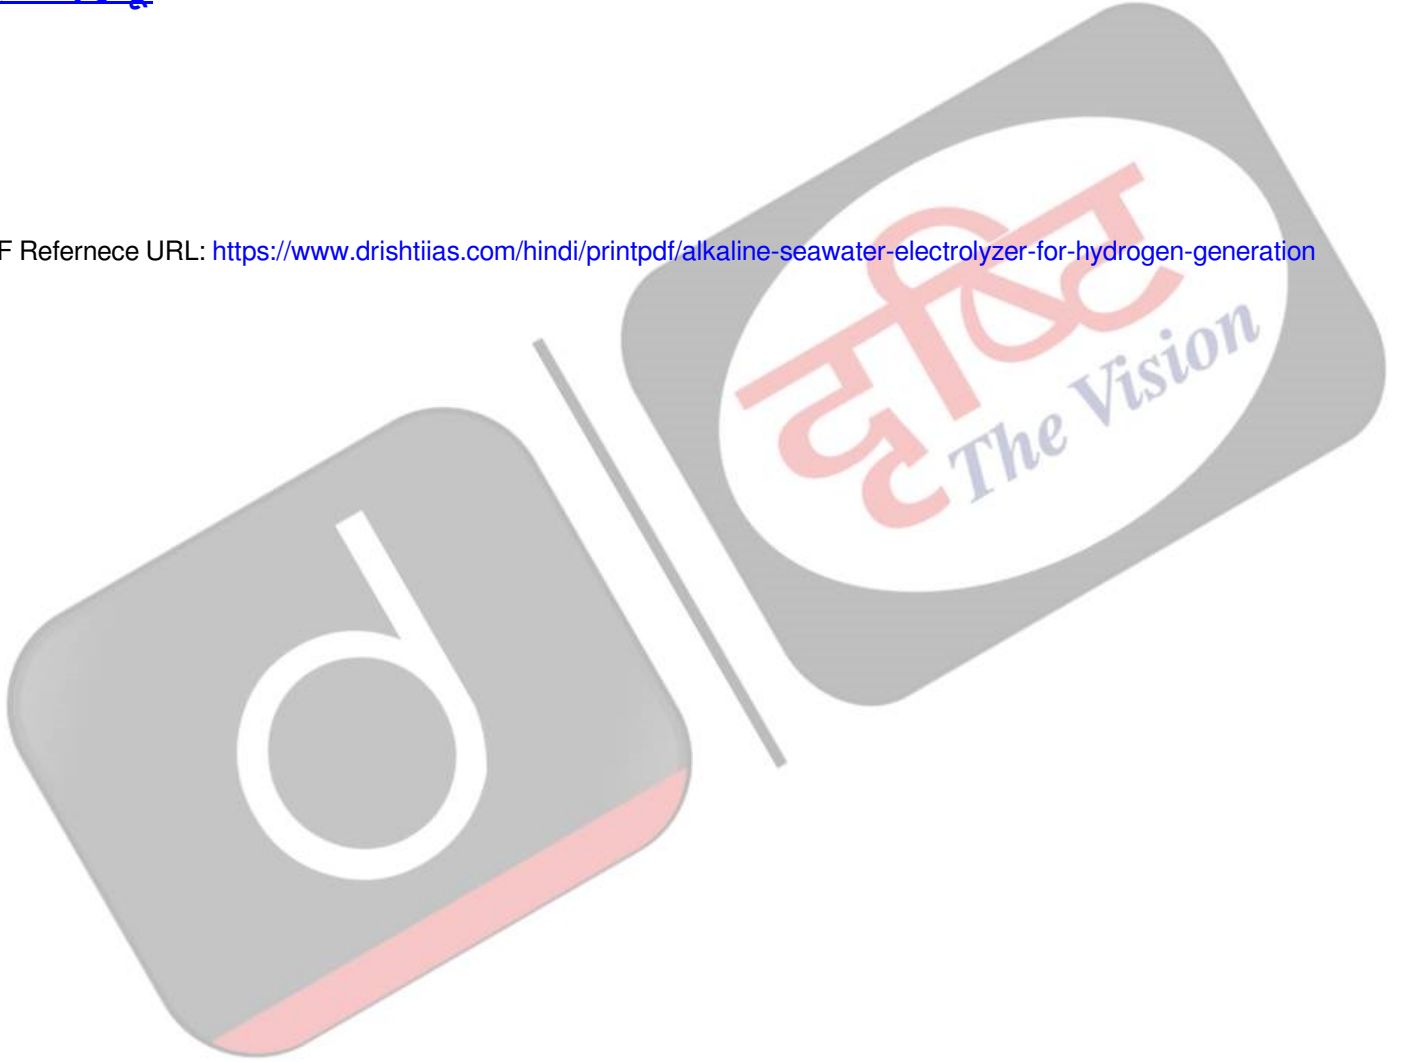 F Refernece URL: https://www.drishtiias.com/hindi/printpdf/alkaline-seawater-electrolyzer-for-hydrogen-generation
दृष्टि
The Vision
d